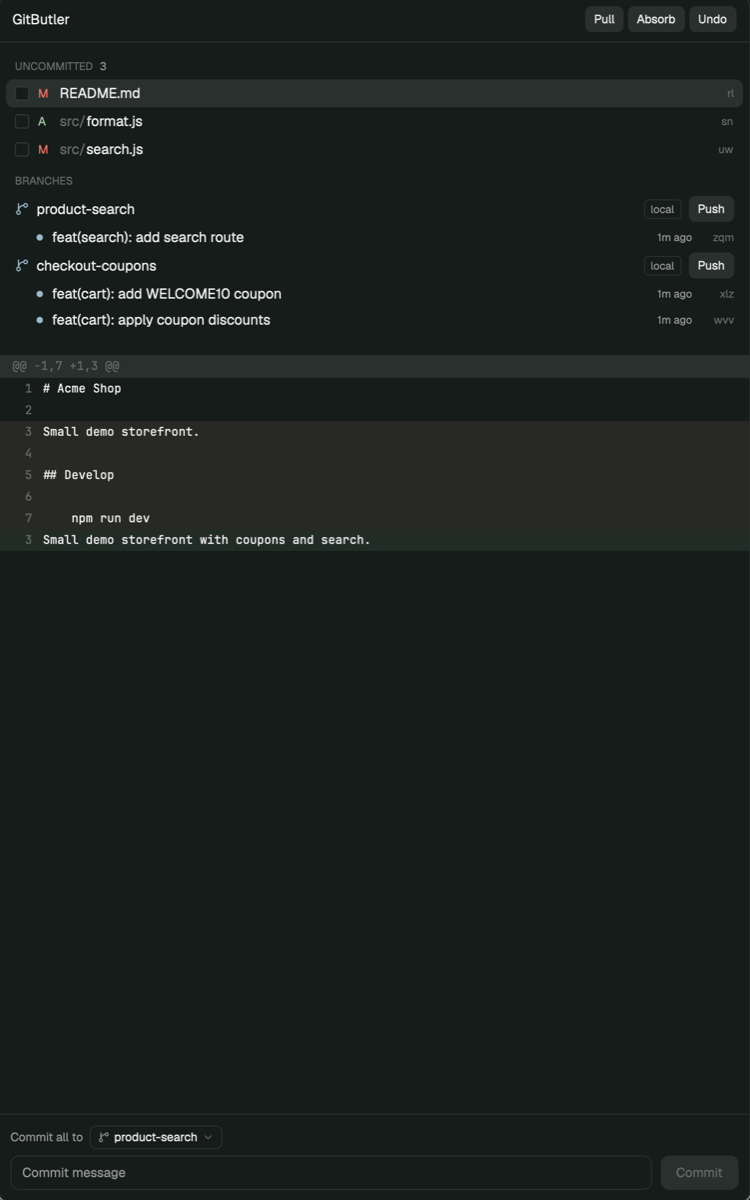 GitButler Pull Absorb Undo
UNCOMMITTED 3
M README.md rl
A src/format.js sn
M src/search.js uw
BRANCHES
product-search local Push
feat(search): add search route 1m ago zqm
checkout-coupons local Push
feat(cart): add WELCOME10 coupon 1m ago xlz
feat(cart): apply coupon discounts 1m ago wvv
@@ -1,7 +1,3 @@
1 # Acme Shop
2
3 Small demo storefront.
4
5 ## Develop
6
7     npm run dev
3 Small demo storefront with coupons and search.
Commit all to product-search
Commit message Commit